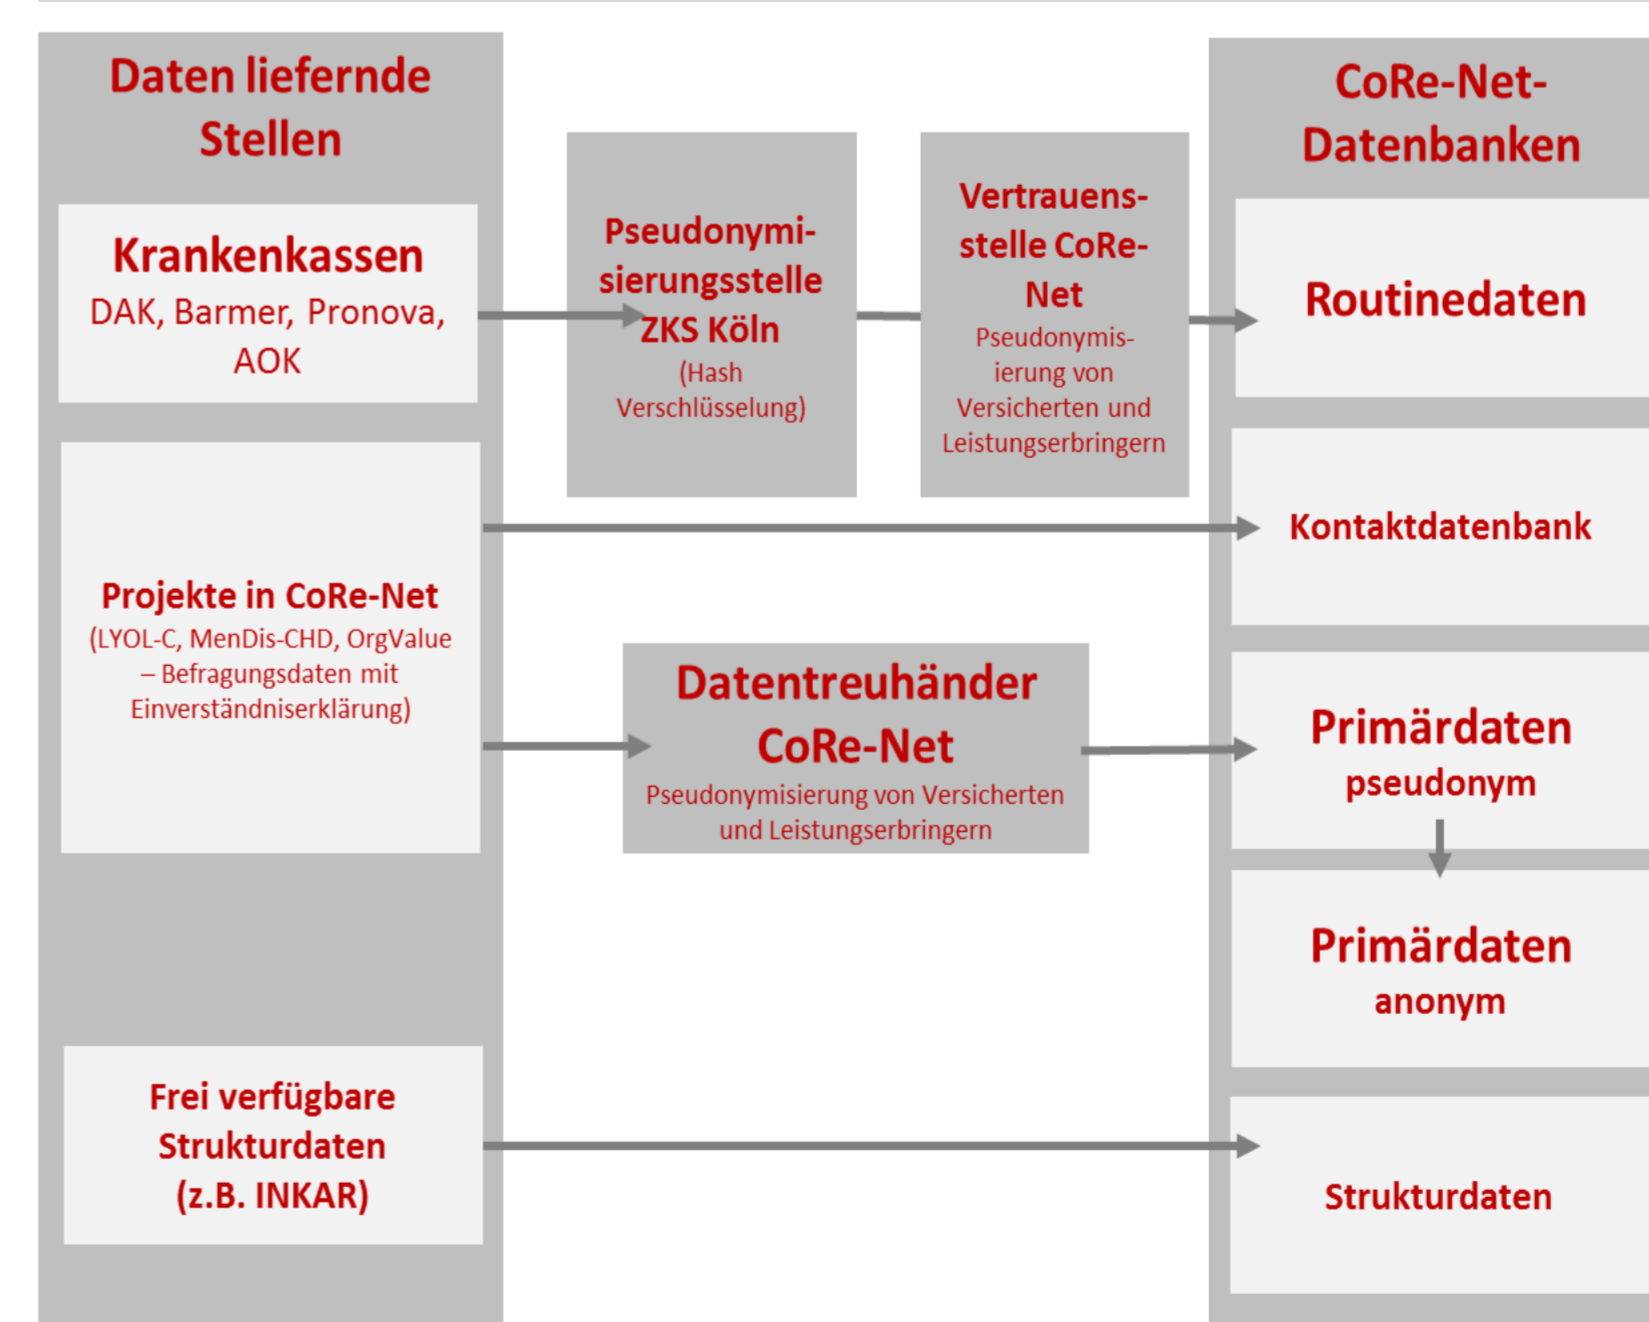 Daten liefernde
Stellen
Krankenkassen
DAK, Barmer, Pronova,
AOK
Projekte in CoRe-Net
(LYOL-C, MenDis-CHD, OrgValue
– Befragungsdaten mit
Einverständniserklärung)
Frei verfügbare
Strukturdaten
(z.B. INKAR)
Pseudonymi-
sierungsstelle
ZKS Köln
(Hash
Verschlüsselung)
Vertrauens-
stelle CoRe-
Net
Pseudonymis-
ierung von
Versicherten und
Leistungserbringern
Datentreuhänder
CoRe-Net
Pseudonymisierung von Versicherten
und Leistungserbringern
CoRe-Net-
Datenbanken
Routinedaten
Kontaktdatenbank
Primärdaten
pseudonym
Primärdaten
anonym
Strukturdaten